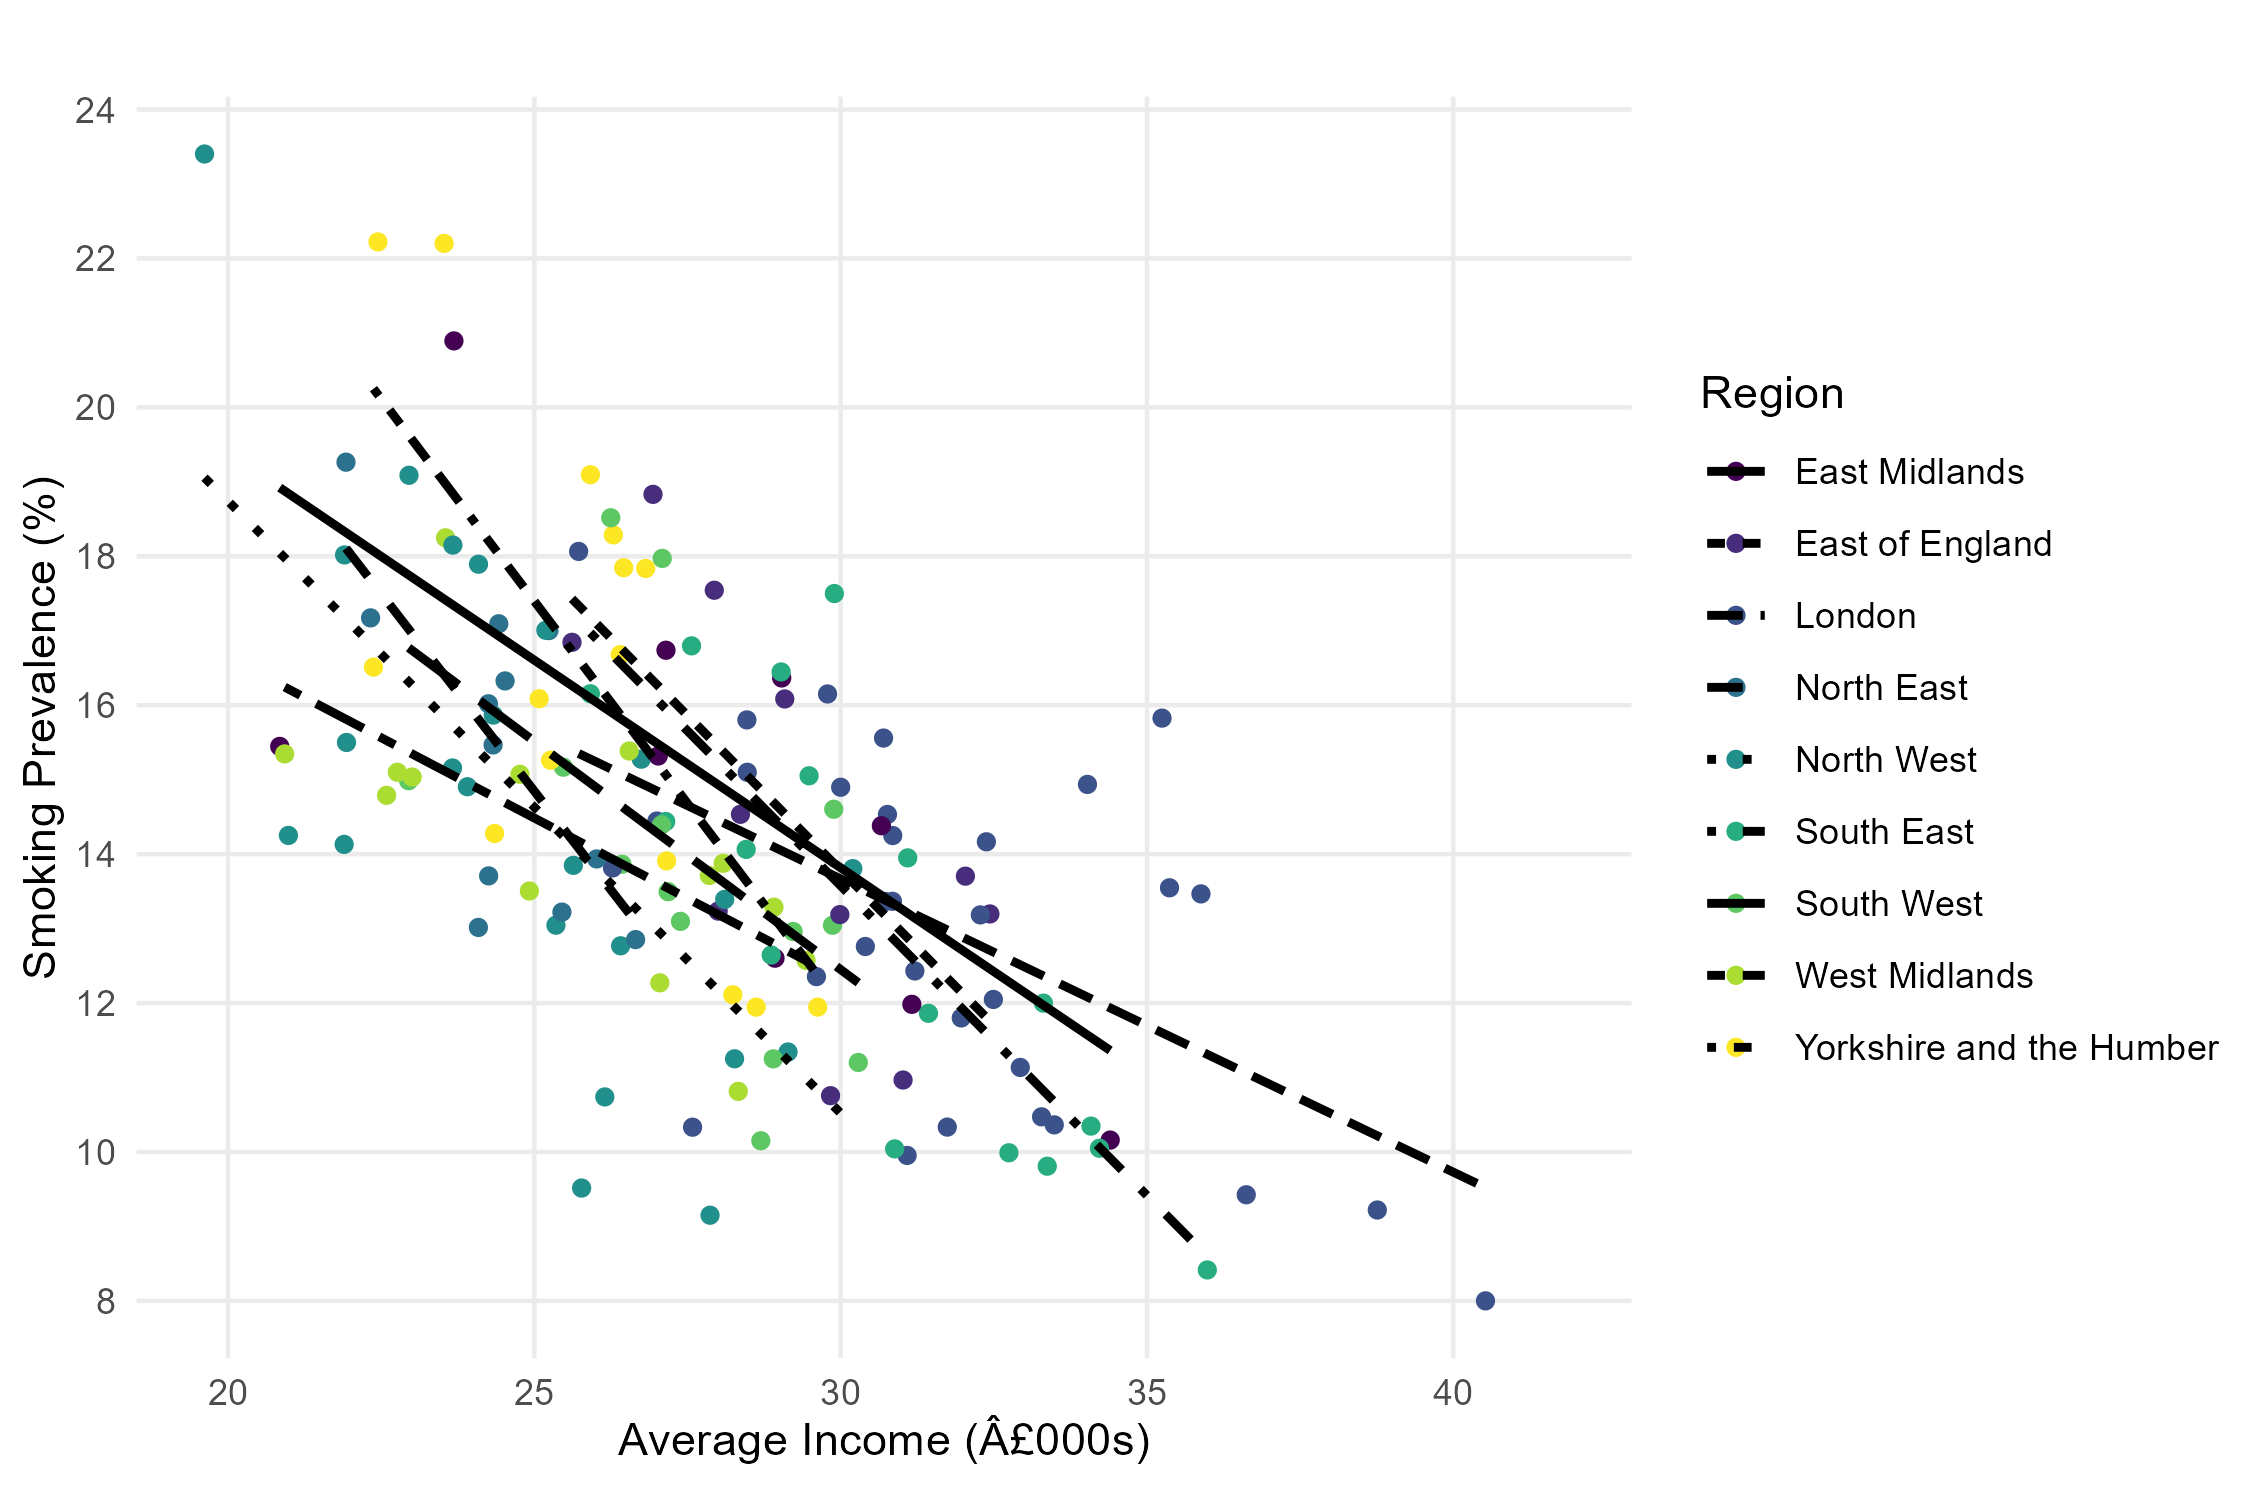 24
22
20
18
16
14
12
10
8
20 25 30 35 40
Average Income (Â£000s)
Smoking Prevalence (%)
Region
East Midlands
East of England
London
North East
North West
South East
South West
West Midlands
Yorkshire and the Humber